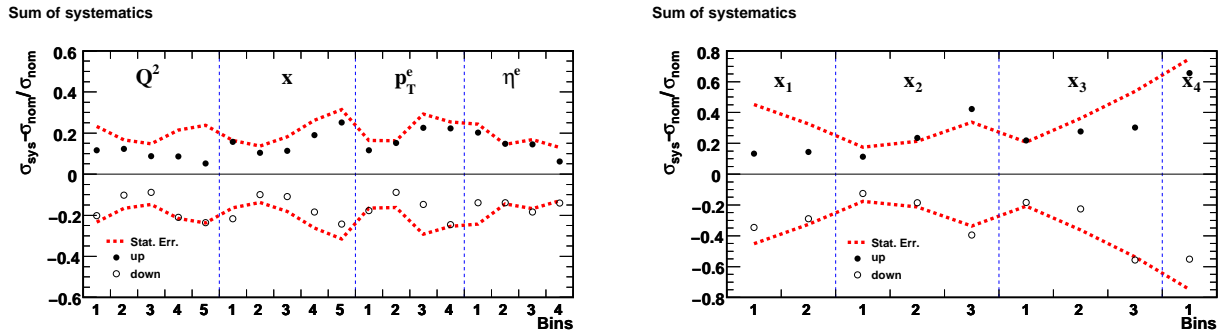 Sum of systematics
σsys-σnom/ σnom
0.6
0.4
0.2
0
−0.2
−0.4
−0.6
Q² x p_T^e η^e
Stat. Err.
up
down
1 2 3 4 5 1 2 3 4 5 1 2 3 4 1 2 3 4
Bins
Sum of systematics
σsys-σnom/ σnom
0.8
0.6
0.4
0.2
0
−0.2
−0.4
−0.6
−0.8
x₁ x₂ x₃ x₄
Stat. Err.
up
down
1 2 1 2 3 1 2 3 1
Bins